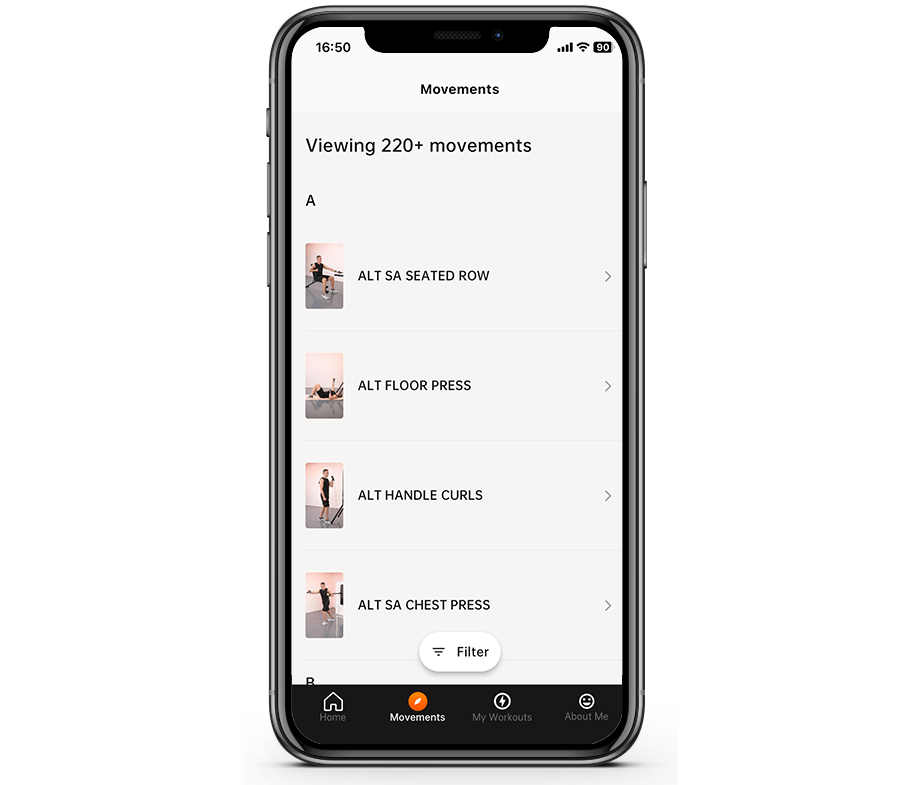 16:50
90
Movements
Viewing 220+ movements
A
ALT SA SEATED ROW
ALT FLOOR PRESS
ALT HANDLE CURLS
ALT SA CHEST PRESS
Filter
B
Home
Movements
My Workouts
About Me